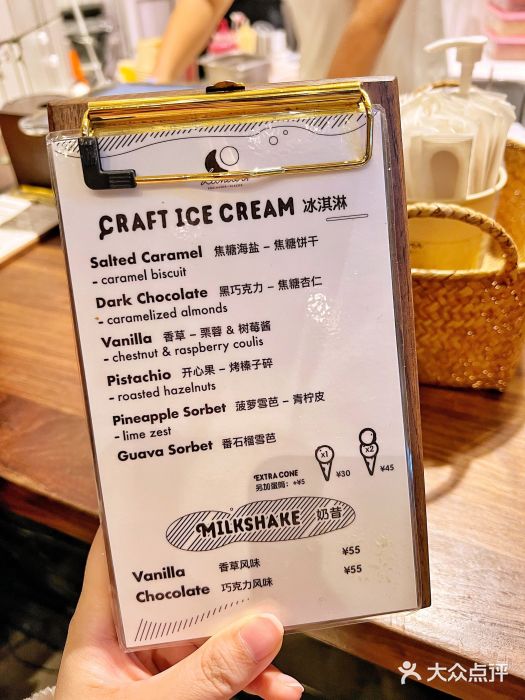 CRAFT ICE CREAM 冰淇淋
Salted Caramel 焦糖海盐 – 焦糖饼干
- caramel biscuit
Dark Chocolate 黑巧克力 – 焦糖杏仁
- caramelized almonds
Vanilla 香草 – 栗蓉 & 树莓酱
- chestnut & raspberry coulis
Pistachio 开心果 – 烤榛子碎
- roasted hazelnuts
Pineapple Sorbet 菠萝雪芭 – 青柠皮
- lime zest
Guava Sorbet 番石榴雪芭
EXTRA CONE
另加蛋筒: +¥5
x1 ¥30
x2 ¥45
MILKSHAKE 奶昔
Vanilla 香草风味 ¥55
Chocolate 巧克力风味 ¥55
大众点评